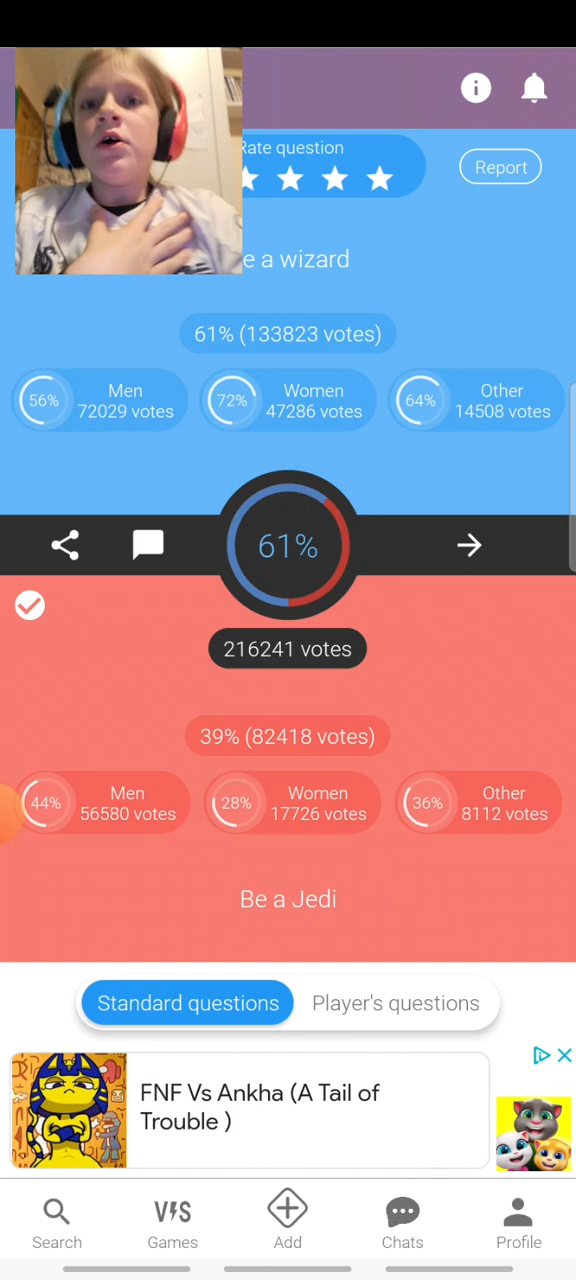 Rate question
Report
e a wizard
61% (133823 votes)
56%
Men
72029 votes
72%
Women
47286 votes
64%
Other
14508 votes
61%
216241 votes
39% (82418 votes)
44%
Men
56580 votes
28%
Women
17726 votes
36%
Other
8112 votes
Be a Jedi
Standard questions
Player's questions
FNF Vs Ankha (A Tail of
Trouble )
Search
VS
Games
Add
Chats
Profile